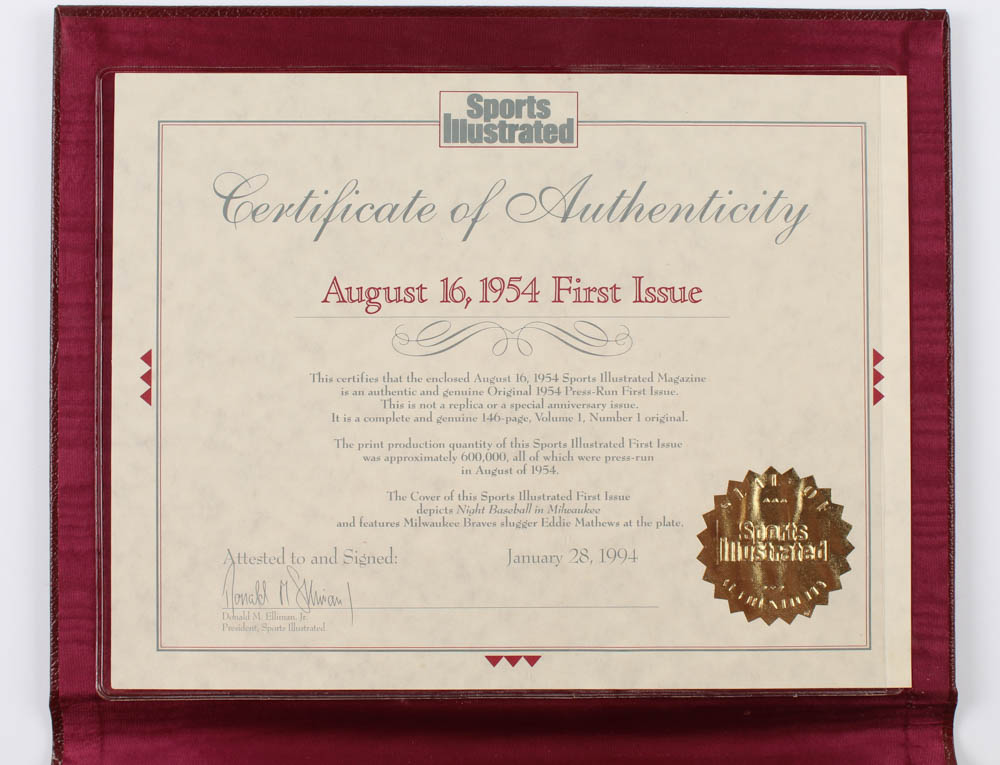 Sports
Illustrated
Certificate of Authenticity
August 16, 1954 First Issue
This certifies that the enclosed August 16, 1954 Sports Illustrated Magazine
is an authentic and genuine Original 1954 Press-Run First Issue.
This is not a replica or a special anniversary issue.
It is a complete and genuine 146-page, Volume 1, Number 1 original.
The print production quantity of this Sports Illustrated First Issue
was approximately 600,000, all of which were press-run
in August of 1954.
The Cover of this Sports Illustrated First Issue
depicts Night Baseball in Milwaukee
and features Milwaukee Braves slugger Eddie Mathews at the plate.
Attested to and Signed:
January 28, 1994
Donald M Elliman Jr
Donald M. Elliman, Jr.
President, Sports Illustrated
Sports
Illustrated
AUTHENTICITY